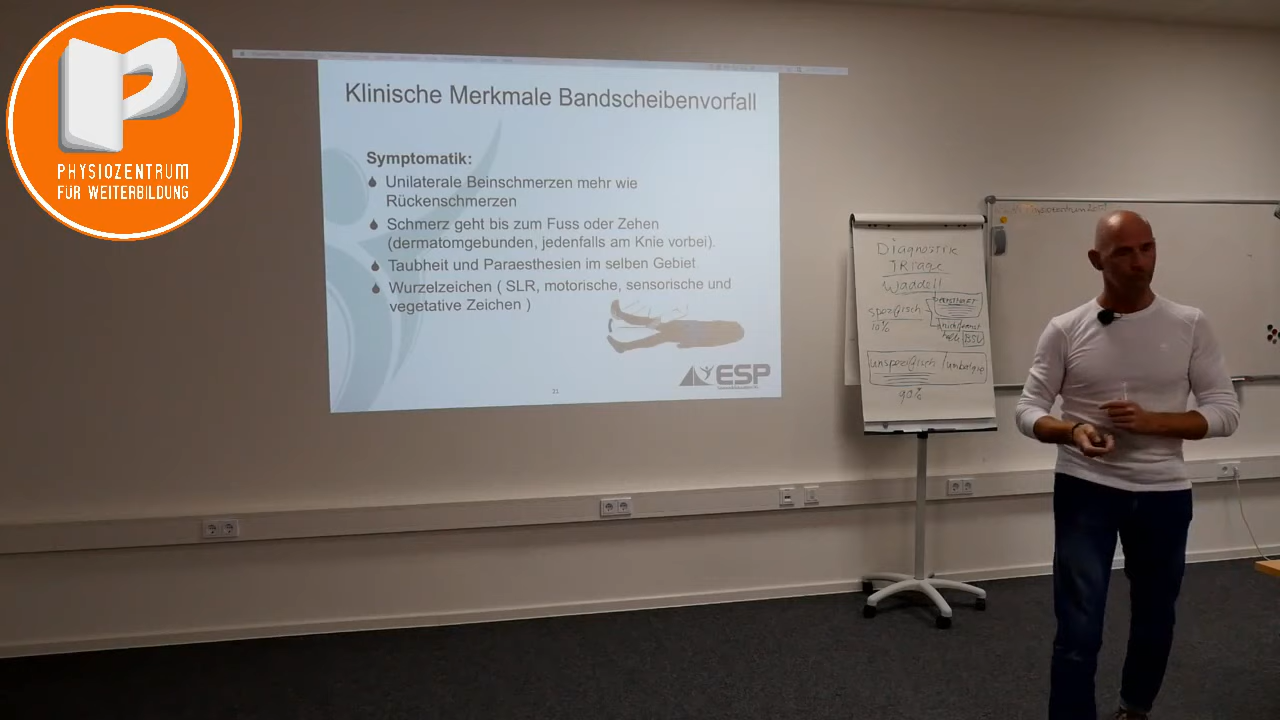 PHYSIOZENTRUM
FÜR WEITERBILDUNG
Klinische Merkmale Bandscheibenvorfall
Symptomatik:
Unilaterale Beinschmerzen mehr wie
Rückenschmerzen
Schmerz geht bis zum Fuss oder Zehen
(dermatomgebunden, jedenfalls am Knie vorbei).
Taubheit und Paraesthesien im selben Gebiet
Wurzelzeichen ( SLR, motorische, sensorische und
vegetative Zeichen )
ESP
21
Diagnostik
TRiage
Waddell
spezifisch
10%
BSV
unspezifisch
90%